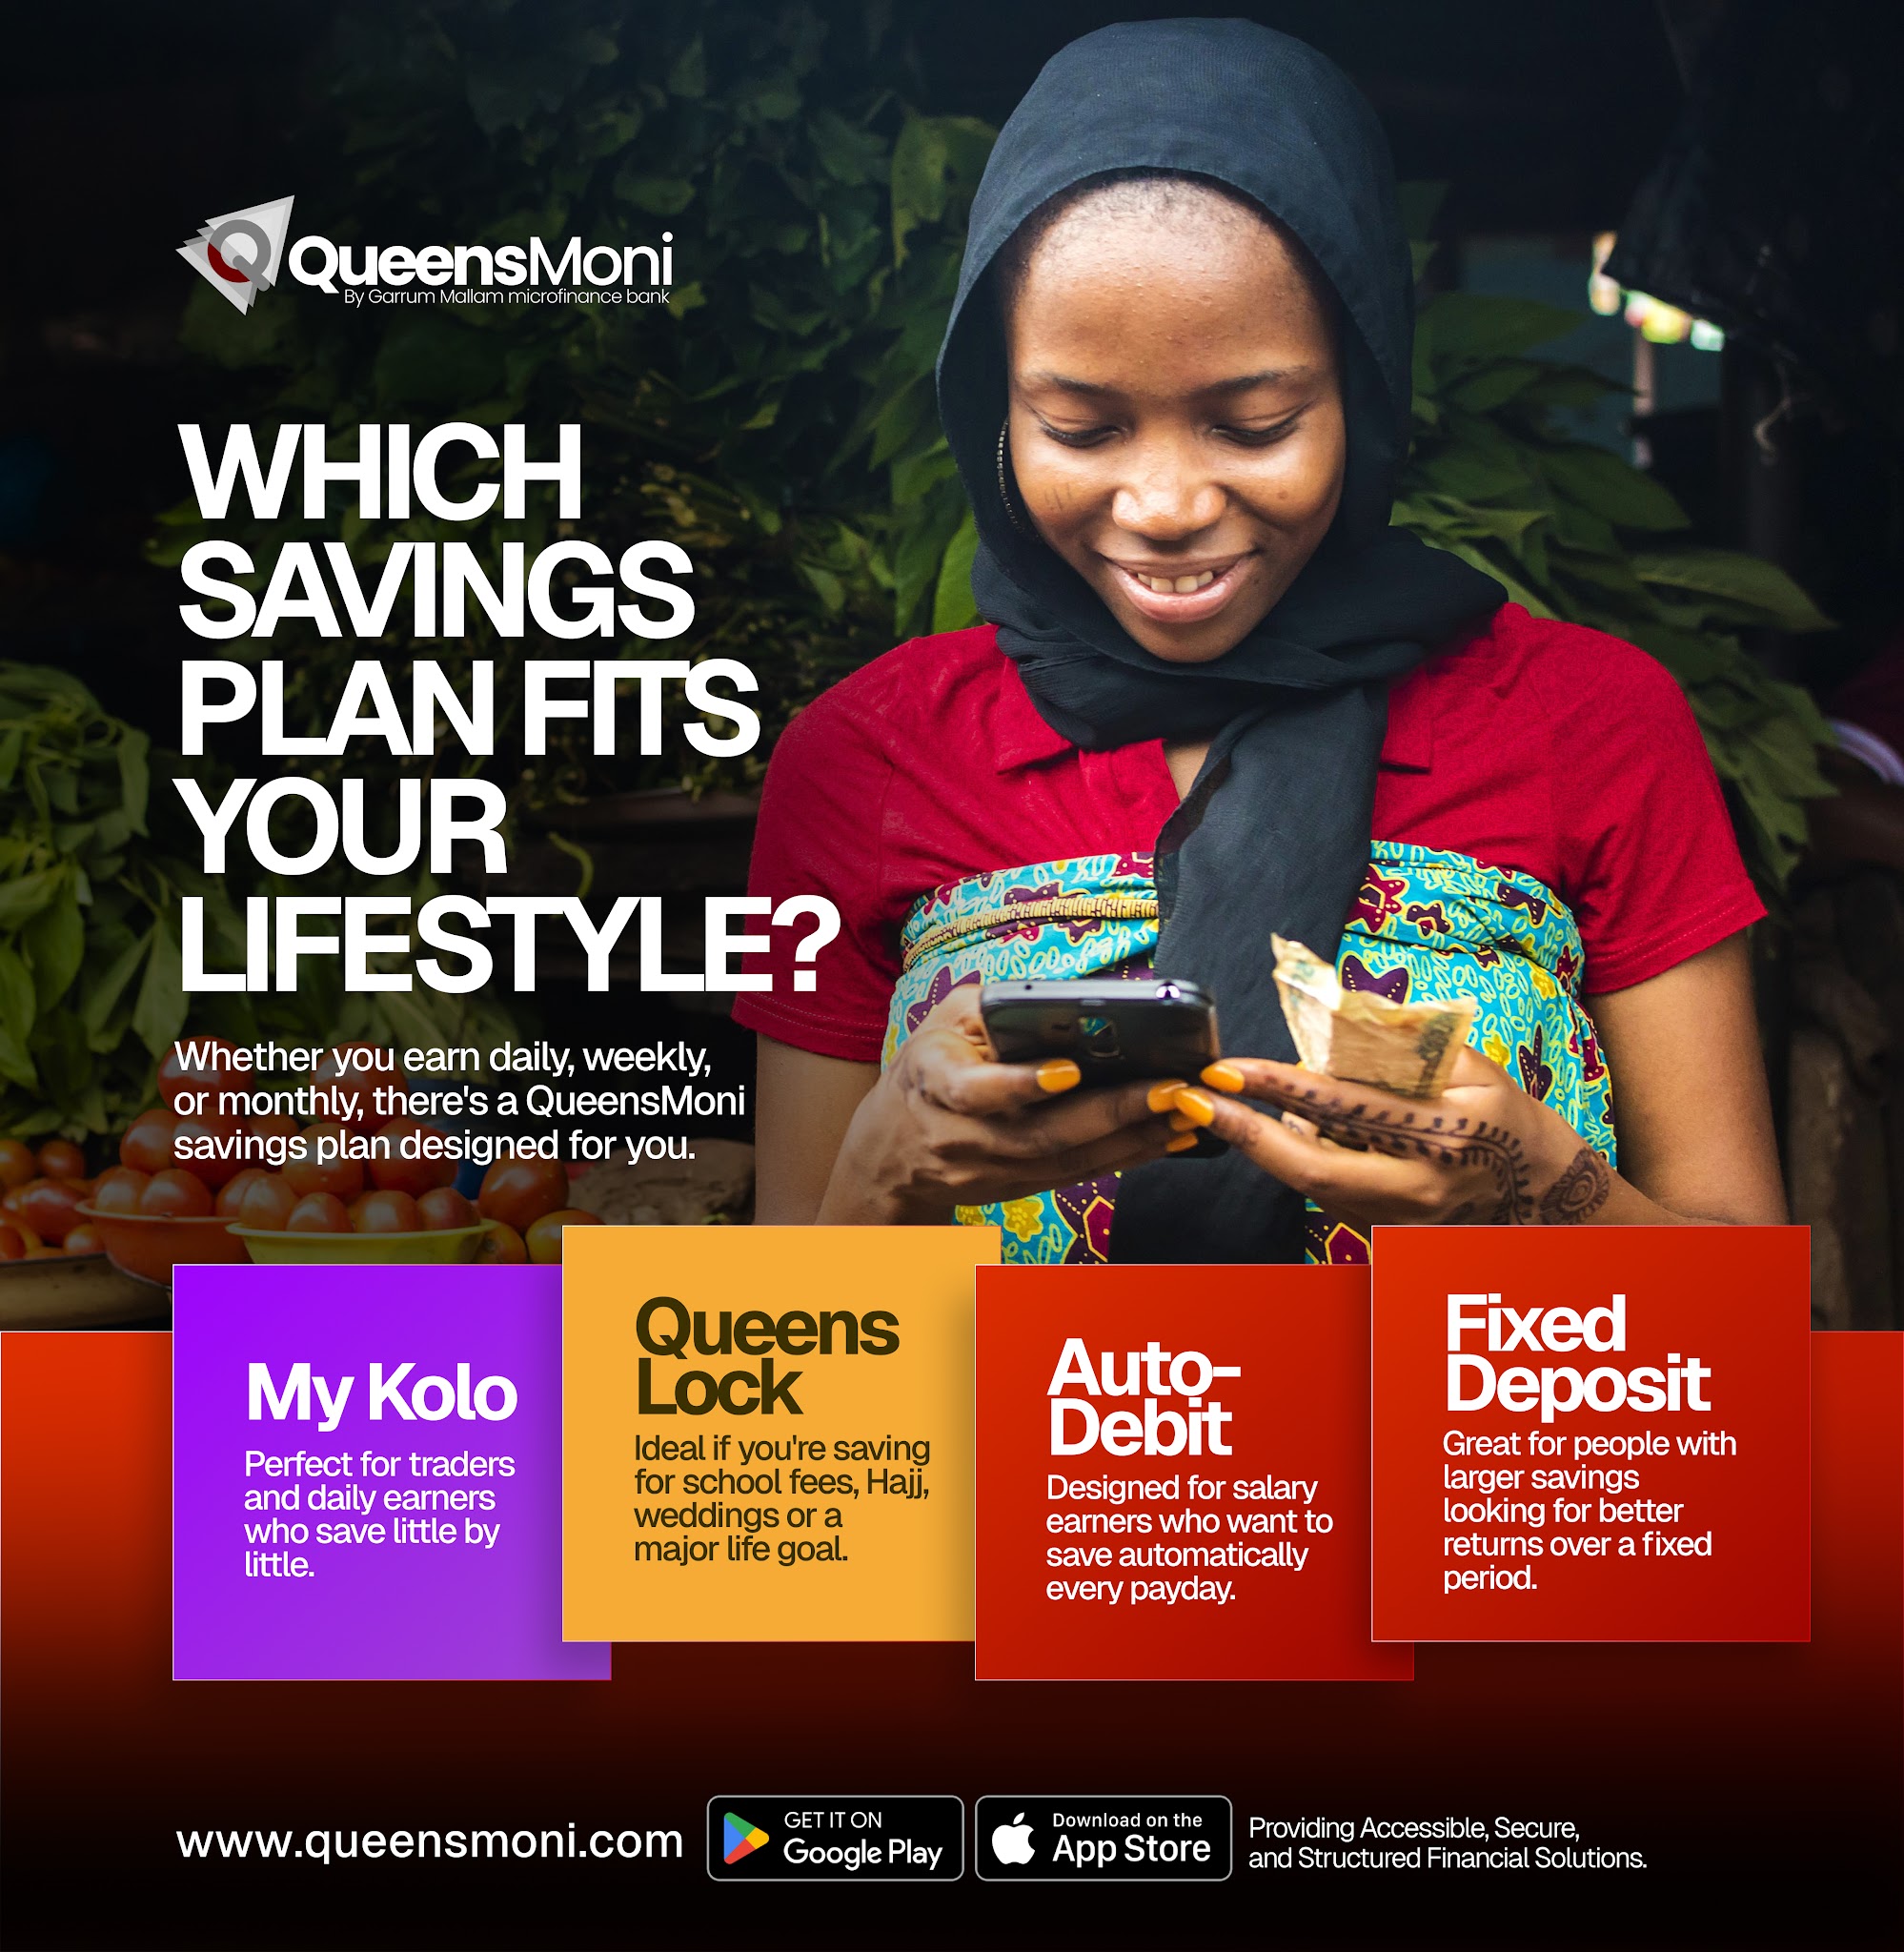 Q
QueensMoni
By Garrum Mallam microfinance bank
WHICH
SAVINGS
PLAN FITS
YOUR
LIFESTYLE?
Whether you earn daily, weekly,
or monthly, there's a QueensMoni
savings plan designed for you.
My Kolo
Perfect for traders
and daily earners
who save little by
little.
Queens
Lock
Ideal if you're saving
for school fees, Hajj,
weddings or a
major life goal.
Auto-
Debit
Designed for salary
earners who want to
save automatically
every payday.
Fixed
Deposit
Great for people with
larger savings
looking for better
returns over a fixed
period.
www.queensmoni.com
GET IT ON
Google Play
Download on the
App Store
Providing Accessible, Secure,
and Structured Financial Solutions.